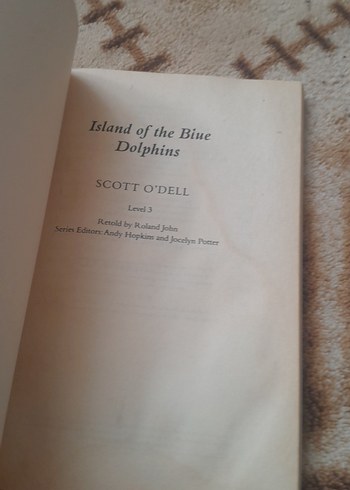 Island of the Blue
Dolphins
SCOTT O'DELL
Level 3
Retold by Roland John
Series Editors: Andy Hopkins and Jocelyn Potter